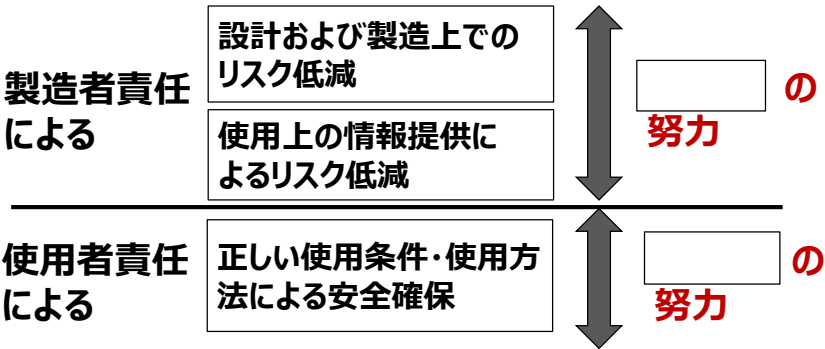 製造者責任
による
設計および製造上での
リスク低減
使用上の情報提供に
よるリスク低減
の
努力
使用者責任
による
正しい使用条件・使用方
法による安全確保
の
努力